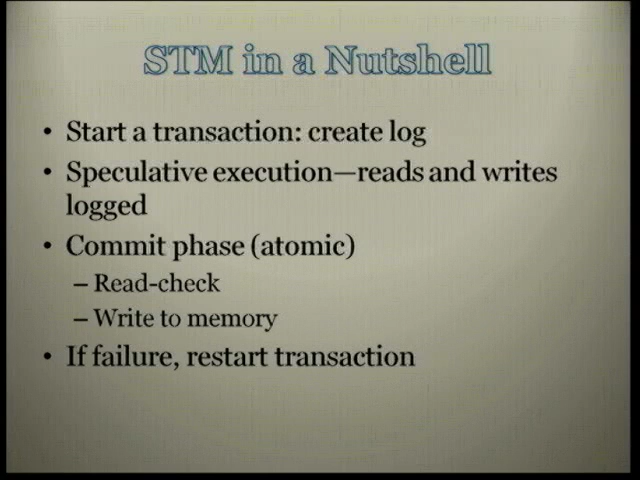 STM in a Nutshell
• Start a transaction: create log
• Speculative execution—reads and writes
logged
• Commit phase (atomic)
– Read-check
– Write to memory
• If failure, restart transaction